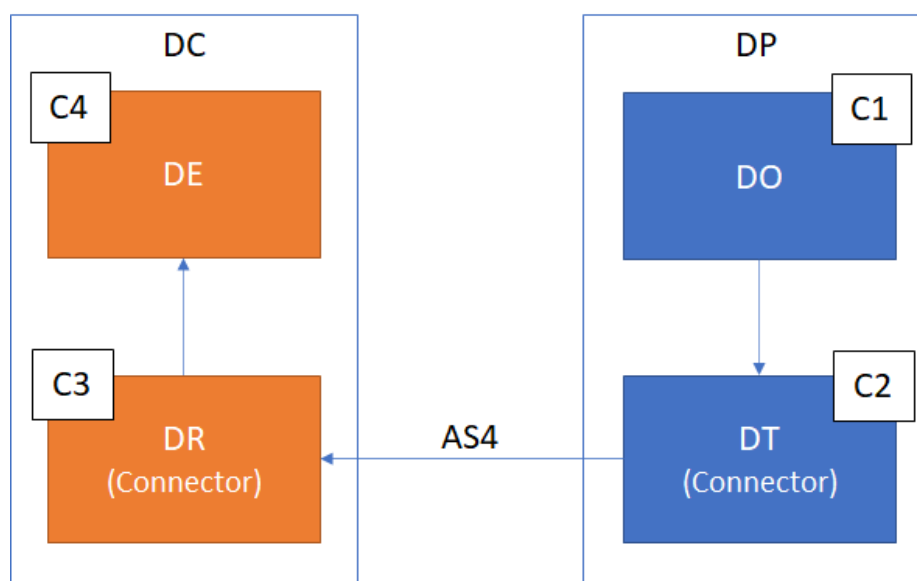 DC
DP
C4
C1
DE
DO
C3
C2
DR
(Connector)
AS4
DT
(Connector)